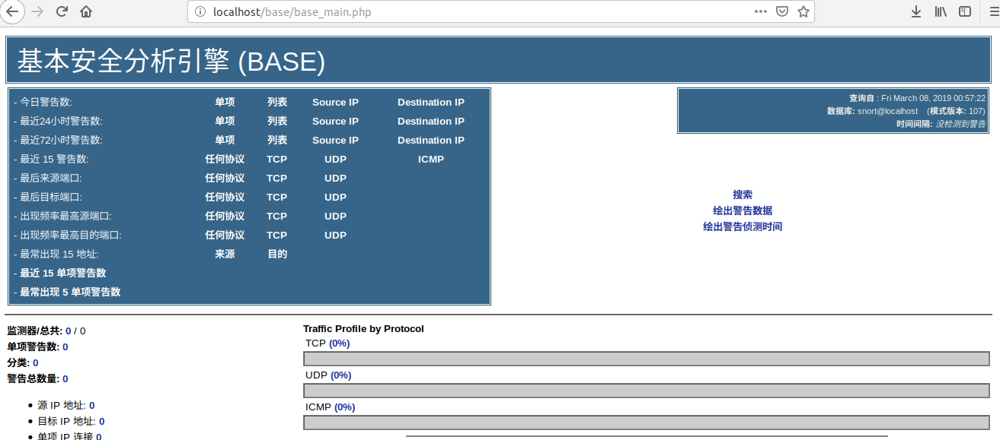 localhost/base/base_main.php
基本安全分析引擎 (BASE)
- 今日警告数: 单项 列表 Source IP Destination IP
- 最近24小时警告数: 单项 列表 Source IP Destination IP
- 最近72小时警告数: 单项 列表 Source IP Destination IP
- 最近 15 警告数: 任何协议 TCP UDP ICMP
- 最后来源端口: 任何协议 TCP UDP
- 最后目标端口: 任何协议 TCP UDP
- 出现频率最高源端口: 任何协议 TCP UDP
- 出现频率最高目的端口: 任何协议 TCP UDP
- 最常出现 15 地址: 来源 目的
- 最近 15 单项警告数
- 最常出现 5 单项警告数
查询自 : Fri March 08, 2019 00:57:22
数据库: snort@localhost (模式版本: 107)
时间间隔: 没检测到警告
搜索
绘出警告数据
绘出警告侦测时间
监测器/总共: 0 / 0
单项警告数: 0
分类: 0
警告总数量: 0
● 源 IP 地址: 0
● 目标 IP 地址: 0
● 单项 IP 连接 0
Traffic Profile by Protocol
TCP (0%)
UDP (0%)
ICMP (0%)